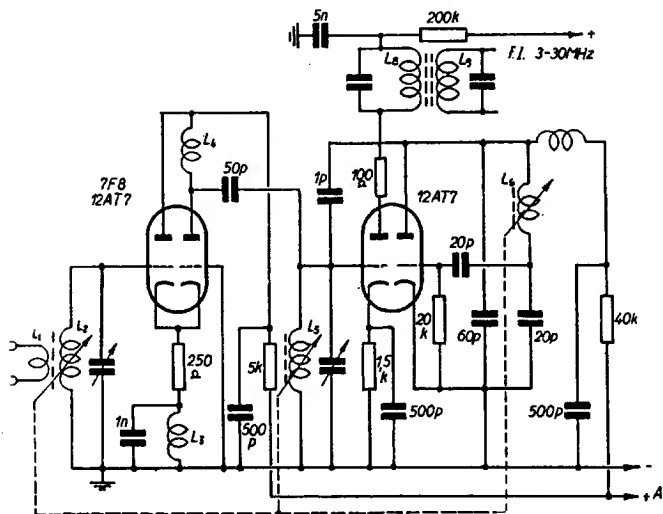 5n
200k
+
F.I. 3-30MHz
L8
L9
L4
50p
7F8
12AT7
1p
100
Ω
12AT7
L6
20p
L1
L2
250
Ω
5k
L5
20
k
60p
20p
40k
1,5
k
1n
L3
500
p
500p
500p
-
+A